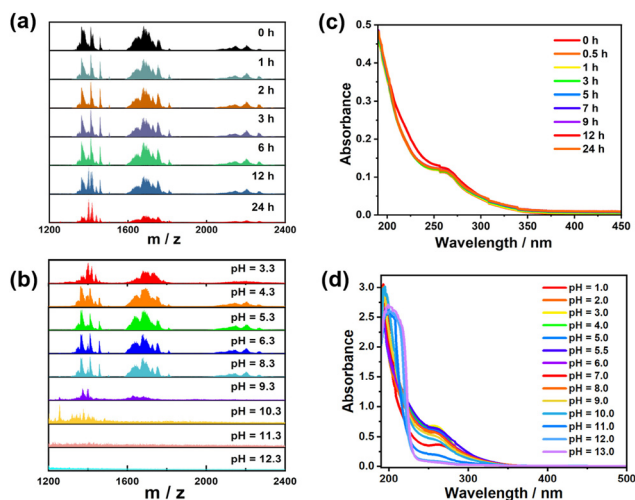 (a)
0 h
1 h
2 h
3 h
6 h
12 h
24 h
1200 1600 2000 2400
m / z
(b)
pH = 3.3
pH = 4.3
pH = 5.3
pH = 6.3
pH = 8.3
pH = 9.3
pH = 10.3
pH = 11.3
pH = 12.3
1200 1600 2000 2400
m / z
(c)
Absorbance
0.5
0.4
0.3
0.2
0.1
0.0
0 h
0.5 h
1 h
3 h
5 h
7 h
9 h
12 h
24 h
200 250 300 350 400 450
Wavelength / nm
(d)
Absorbance
3.0
2.5
2.0
1.5
1.0
0.5
0.0
pH = 1.0
pH = 2.0
pH = 3.0
pH = 4.0
pH = 5.0
pH = 5.5
pH = 6.0
pH = 7.0
pH = 8.0
pH = 9.0
pH = 10.0
pH = 11.0
pH = 12.0
pH = 13.0
200 250 300 350 400 450 500
Wavelength / nm